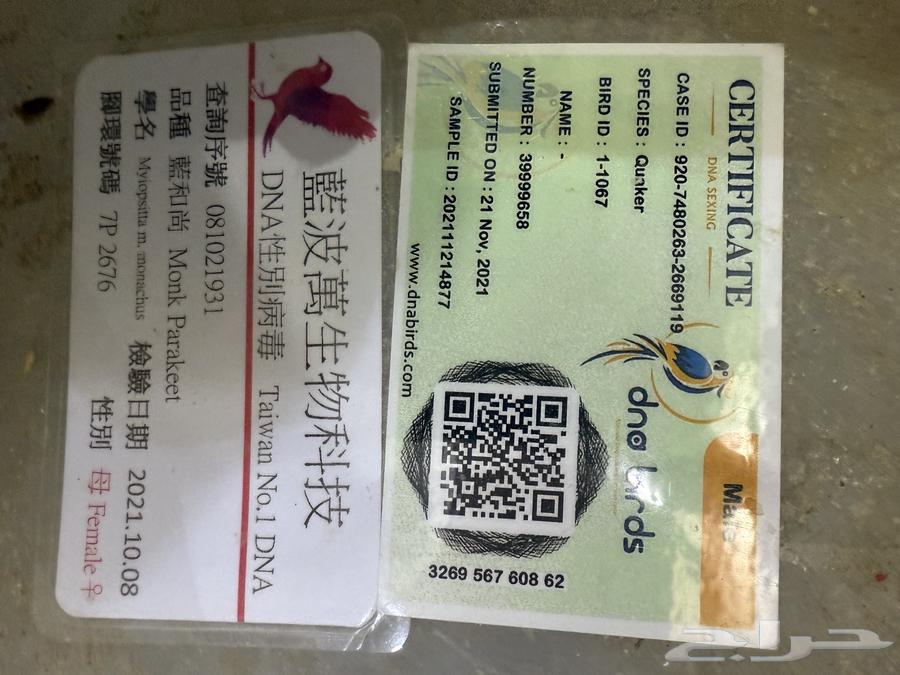 CERTIFICATE
DNA SEXING
Male
CASE ID : 920-7480263-2669119
SPECIES : Quaker
BIRD ID : 1-1067
NAME : -
NUMBER : 39999658
SUBMITTED ON : 21 Nov, 2021
SAMPLE ID : 202111214877
www.dnabirds.com
dna birds
3269 567 608 62
藍波萬生物科技
DNA性別病毒 Taiwan No.1 DNA
查詢序號 081021931
品種 藍和尚 Monk Parakeet
學名 Myiopsitta m. monachus 檢驗日期 2021.10.08
腳環號碼 7P 2676 性別 母 Female ♀
حراج